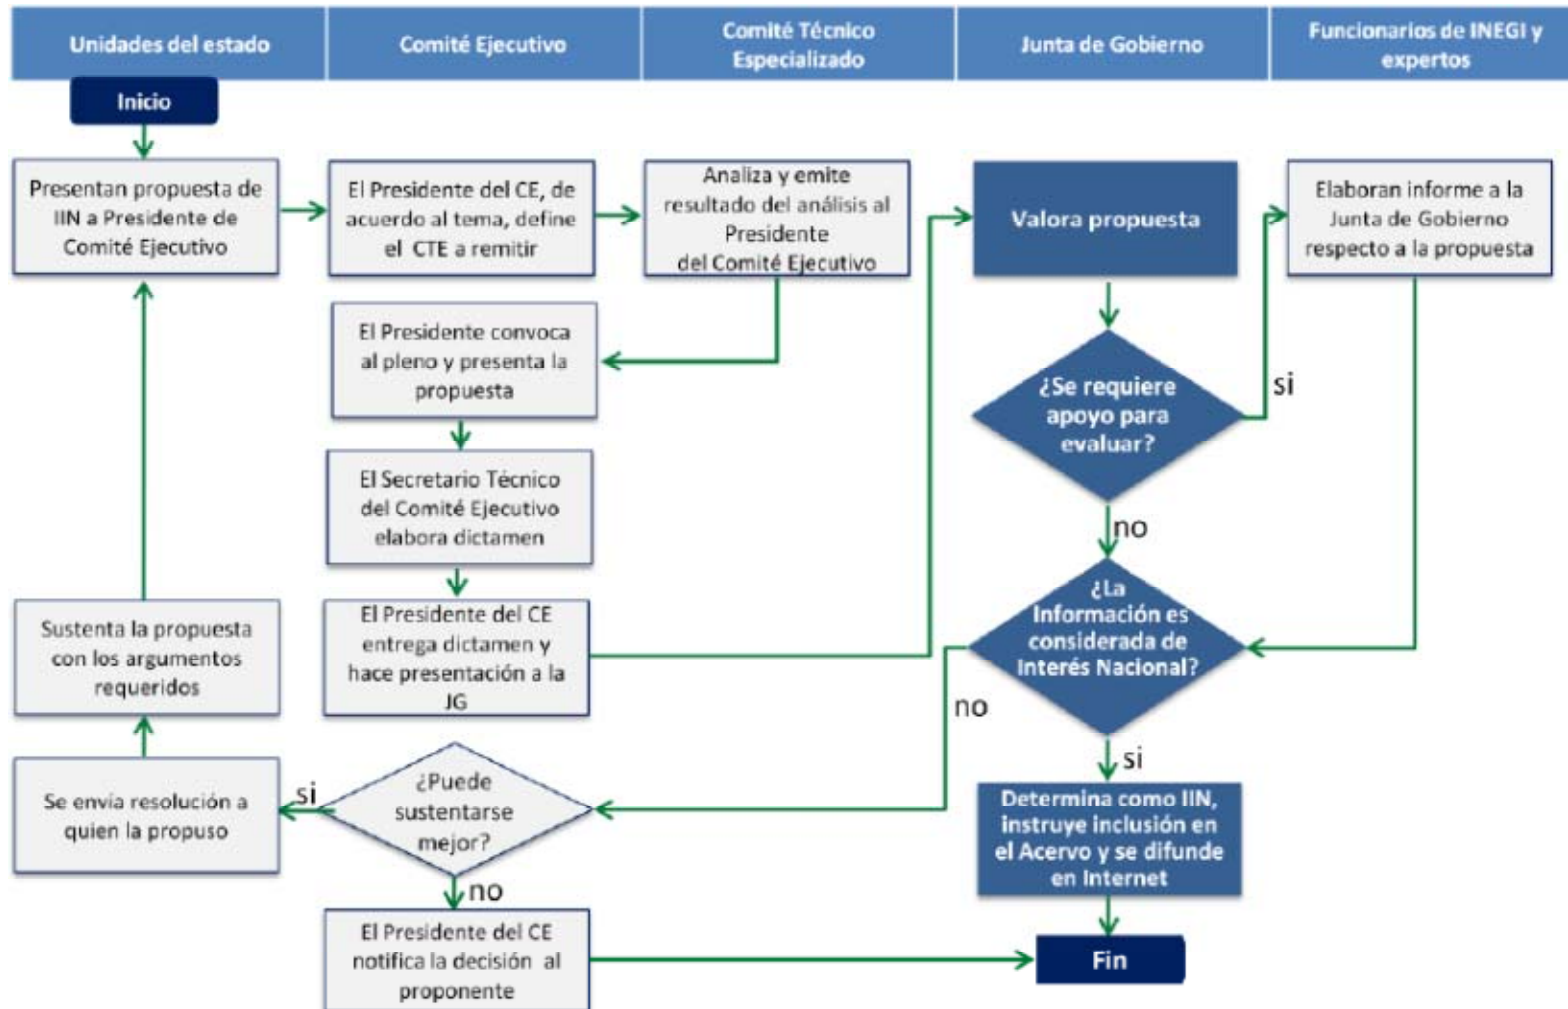 Unidades del estado
Comité Ejecutivo
Comité Técnico
Especializado
Junta de Gobierno
Funcionarios de INEGI y
expertos
Inicio
Presentan propuesta de
IIN a Presidente de
Comité Ejecutivo
El Presidente del CE, de
acuerdo al tema, define
el CTE a remitir
Analiza y emite
resultado del análisis al
Presidente
del Comité Ejecutivo
Valora propuesta
Elaboran informe a la
Junta de Gobierno
respecto a la propuesta
El Presidente convoca
al pleno y presenta la
propuesta
¿Se requiere
apoyo para
evaluar?
si
El Secretario Técnico
del Comité Ejecutivo
elabora dictamen
no
Sustenta la propuesta
con los argumentos
requeridos
El Presidente del CE
entrega dictamen y
hace presentación a la
JG
¿La
Información es
considerada de
Interés Nacional?
no
si
Se envía resolución a
quien la propuso
si
¿Puede
sustentarse
mejor?
Determina como IIN,
instruye inclusión en
el Acervo y se difunde
en Internet
no
El Presidente del CE
notifica la decisión al
proponente
Fin